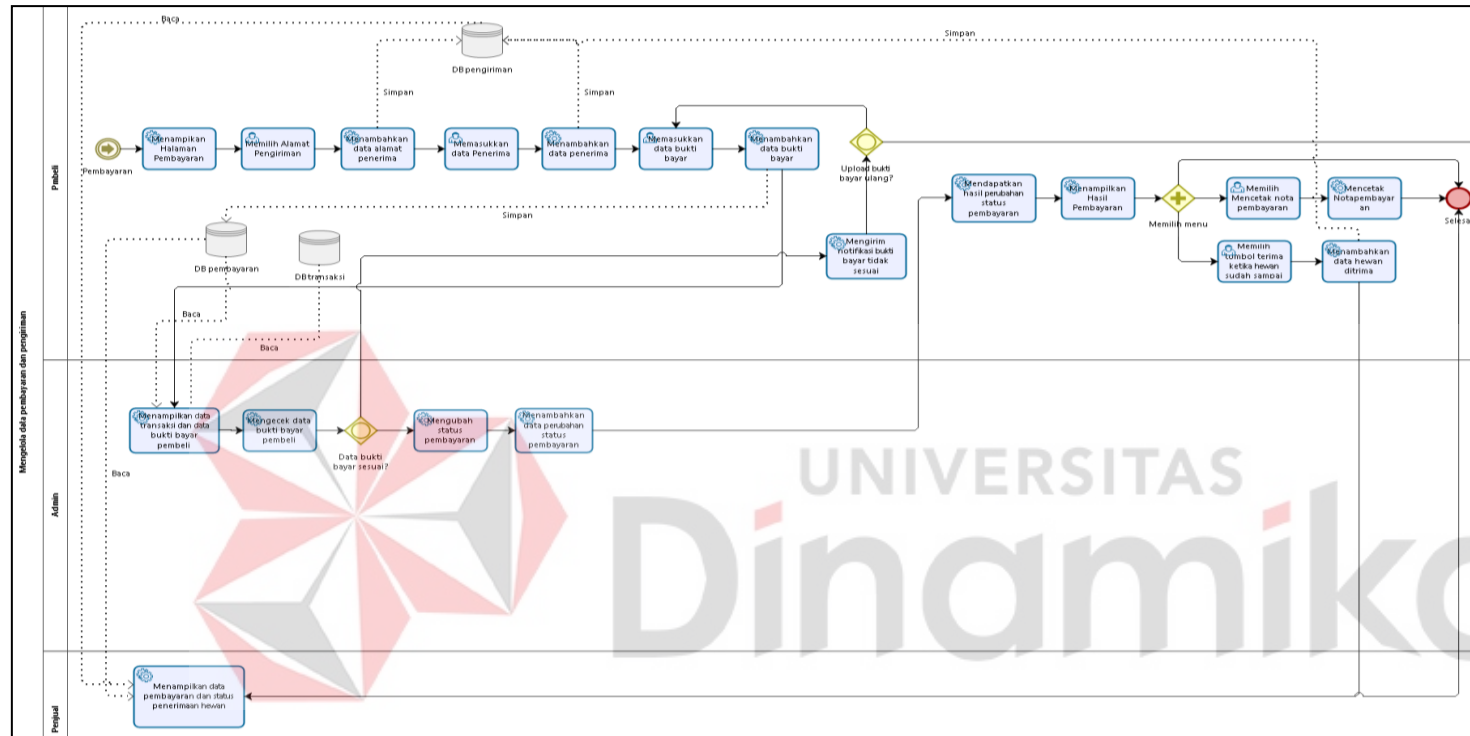 Mengelola data pembayaran dan pengiriman
Pmbeli
Baca
DB pengiriman
Simpan
Simpan
Simpan
Pembayaran
Menampikan
Halaman
Pembayaran
Memilih Alamat
Pengiriman
Menambahkan
data alamat
penerima
Memasukkan
data Penerima
Menambahkan
data penerima
Memasukkan
data bukti
bayar
Menambahkan
data bukti
bayar
Upload bukti
bayar ulang?
Mendapatkan
hasil perubahan
status
pembayaran
Menampilkan
Hasil
Pembayaran
Memilih menu
Memilih
Mencetak nota
pembayaran
Mencetak
Notapembayar
an
Selesa
Simpan
DB pembayaran
DB transaksi
Mengirim
notifikasi bukti
bayar tidak
sesuai
Memilih
tombol terima
ketika hewan
sudah sampai
Menambahkan
data hewan
ditrima
Baca
Baca
Admin
Menampilkan data
transaksi dan data
bukti bayar
pembeli
Mengecek data
bukti bayar
pembeli
Data bukti
bayar sesuai?
Mengubah
status
pembayaran
Menambahkan
data perubahan
status
pembayaran
Baca
UNIVERSITAS
Dinamika
Penjual
Menampilkan data
pembayaran dan status
penerimaan hewan